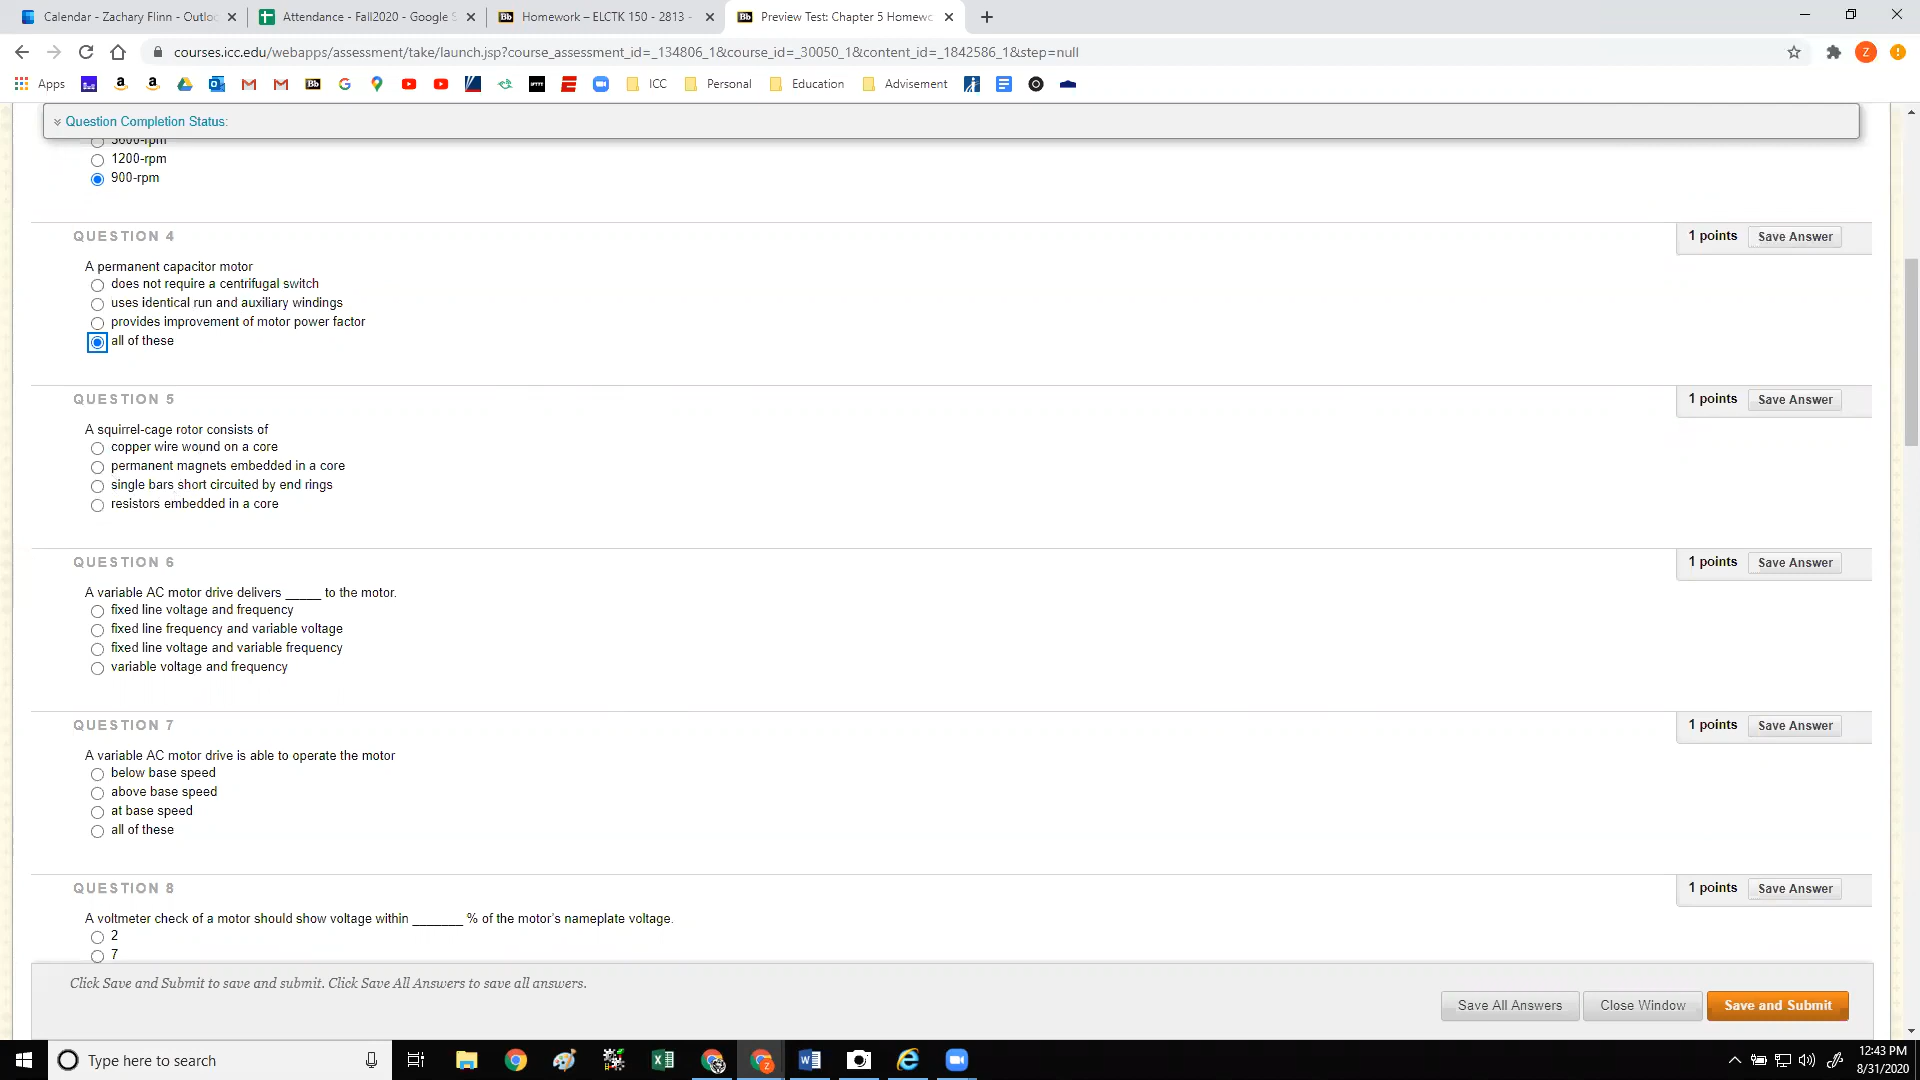 Calendar - Zachary Flinn - Outlo
Attendance - Fall2020 - Google S
Homework – ELCTK 150 - 2813 -
Preview Test: Chapter 5 Homewo
courses.icc.edu/webapps/assessment/take/launch.jsp?course_assessment_id=_134806_1&course_id=_30050_1&content_id=_1842586_1&step=null
Apps
ICC
Personal
Education
Advisement
Question Completion Status:
3600-rpm
1200-rpm
900-rpm
QUESTION 4
1 points
Save Answer
A permanent capacitor motor
does not require a centrifugal switch
uses identical run and auxiliary windings
provides improvement of motor power factor
all of these
QUESTION 5
1 points
Save Answer
A squirrel-cage rotor consists of
copper wire wound on a core
permanent magnets embedded in a core
single bars short circuited by end rings
resistors embedded in a core
QUESTION 6
1 points
Save Answer
A variable AC motor drive delivers _____ to the motor.
fixed line voltage and frequency
fixed line frequency and variable voltage
fixed line voltage and variable frequency
variable voltage and frequency
QUESTION 7
1 points
Save Answer
A variable AC motor drive is able to operate the motor
below base speed
above base speed
at base speed
all of these
QUESTION 8
1 points
Save Answer
A voltmeter check of a motor should show voltage within _______ % of the motor's nameplate voltage.
2
7
Click Save and Submit to save and submit. Click Save All Answers to save all answers.
Save All Answers
Close Window
Save and Submit
Type here to search
12:43 PM
8/31/2020